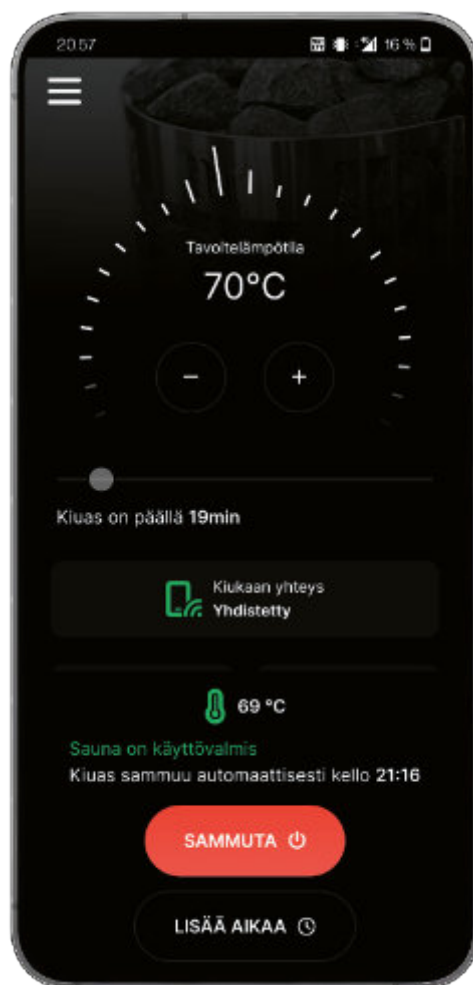 20.57 16 %
Tavoitelämpötila
70°C
− +
Kiuas on päällä 19min
Kiukaan yhteys
Yhdistetty
69 °C
Sauna on käyttövalmis
Kiuas sammuu automaattisesti kello 21:16
SAMMUTA
LISÄÄ AIKAA